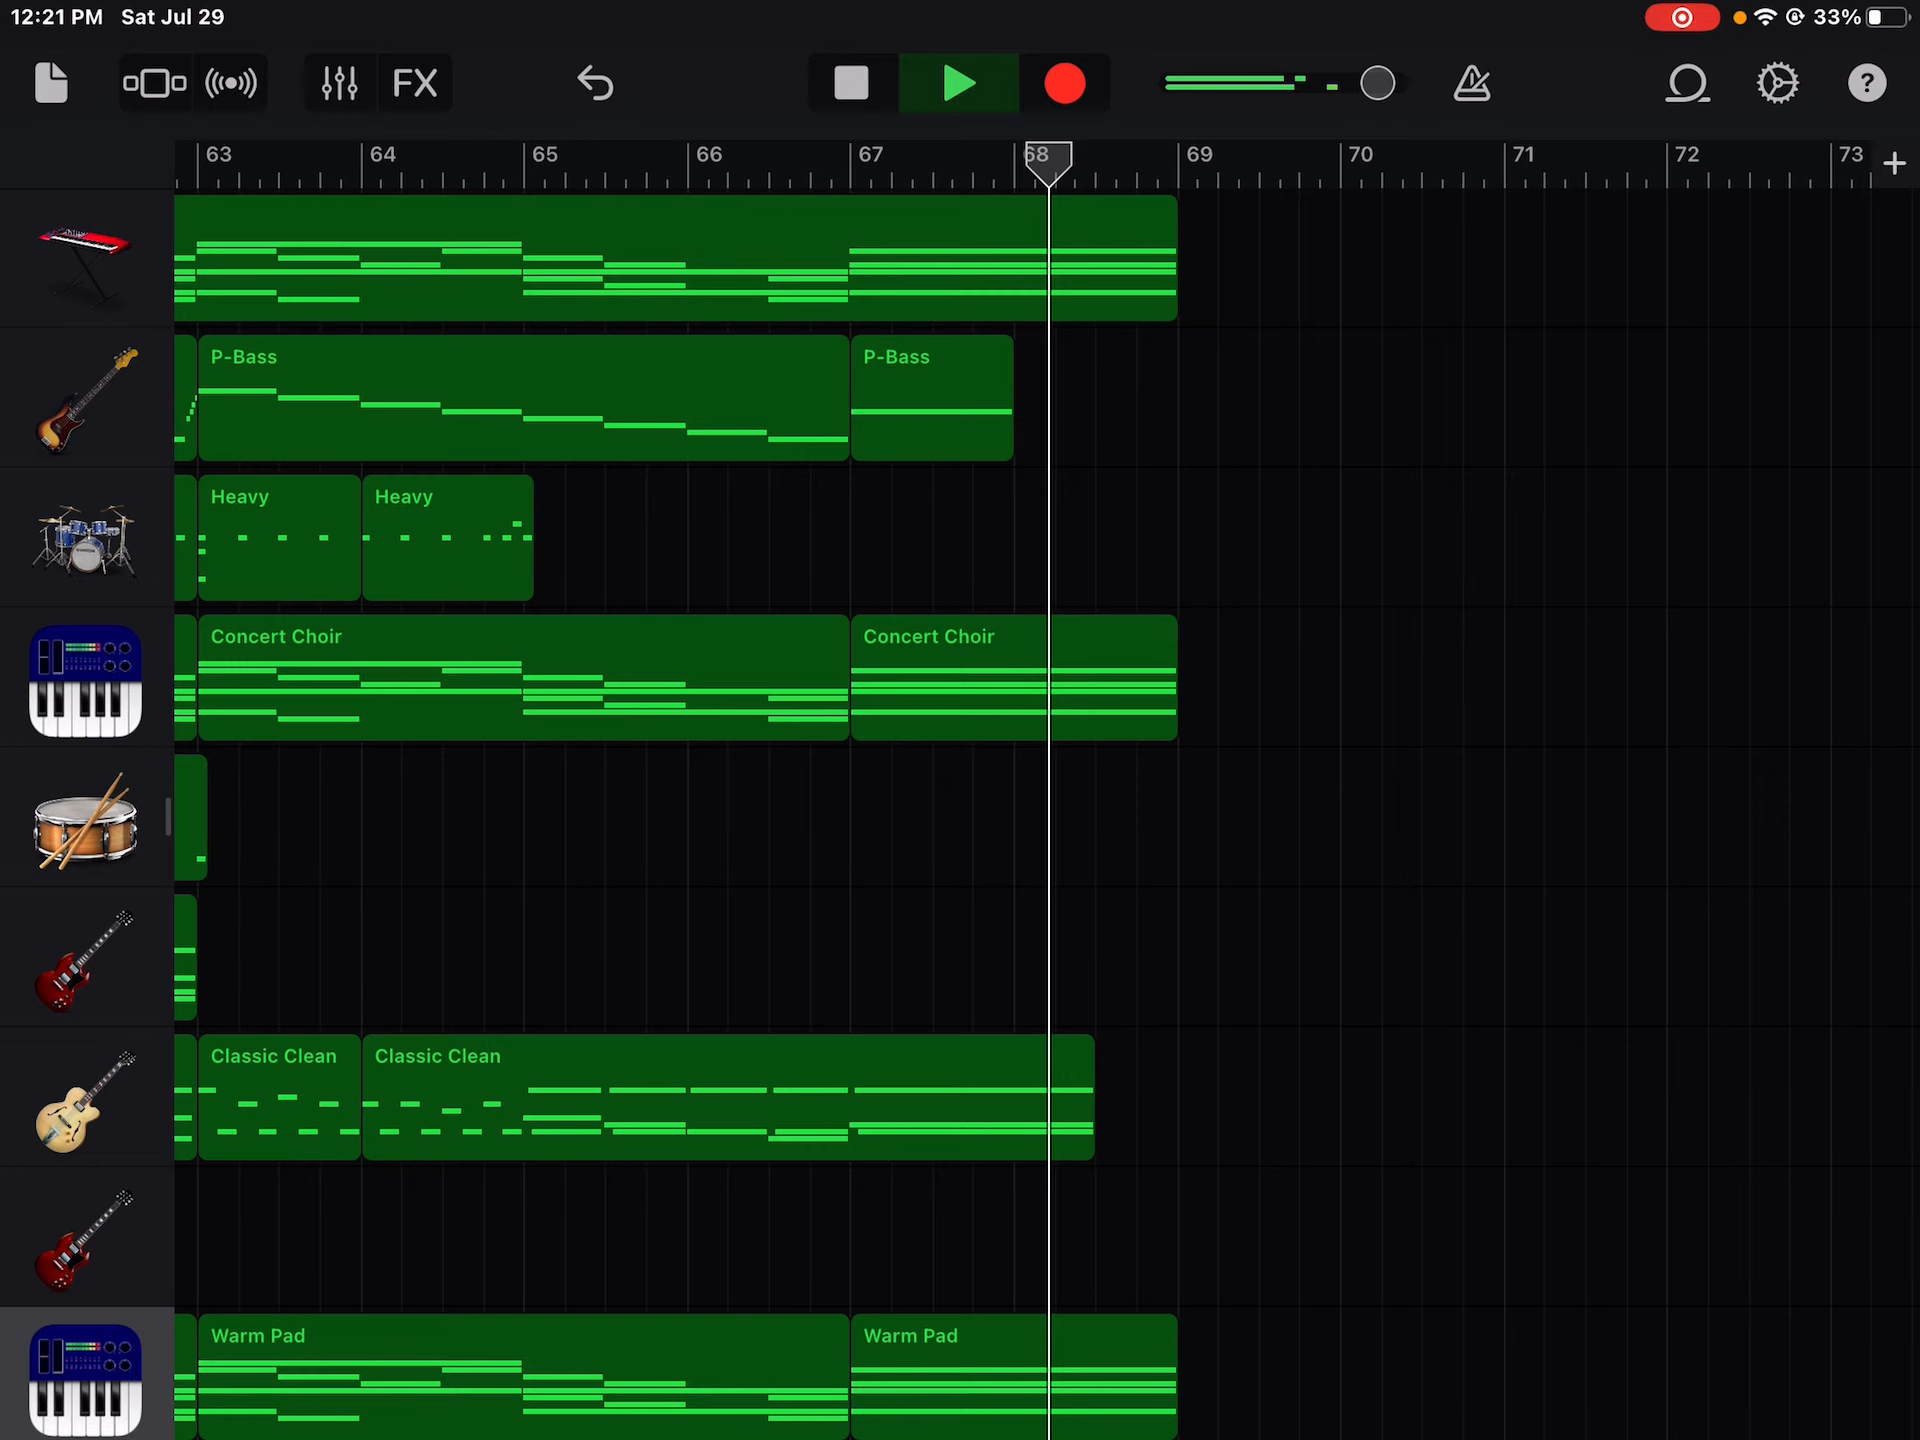 12:21 PM Sat Jul 29 33%
FX ?
63 64 65 66 67 68 69 70 71 72 73 +
P-Bass P-Bass
Heavy Heavy
Concert Choir Concert Choir
Classic Clean Classic Clean
Warm Pad Warm Pad